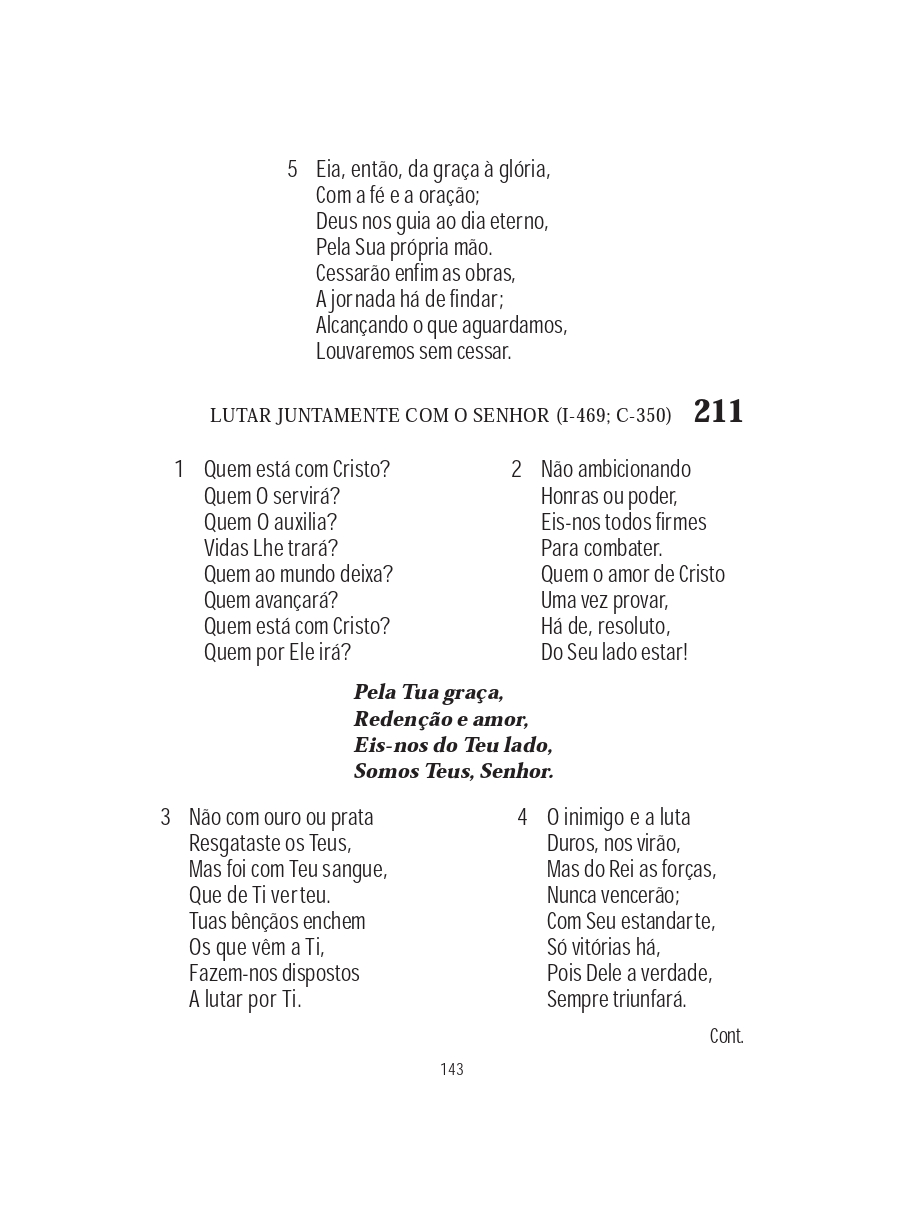 5 Eia, então, da graça à glória,
Com a fé e a oração;
Deus nos guia ao dia eterno,
Pela Sua própria mão.
Cessarão enfim as obras,
A jornada há de findar;
Alcançando o que aguardamos,
Louvaremos sem cessar.
LUTAR JUNTAMENTE COM O SENHOR (I-469; C-350) 211
1 Quem está com Cristo?
Quem O servirá?
Quem O auxilia?
Vidas Lhe trará?
Quem ao mundo deixa?
Quem avançará?
Quem está com Cristo?
Quem por Ele irá?
2 Não ambicionando
Honras ou poder,
Eis-nos todos firmes
Para combater.
Quem o amor de Cristo
Uma vez provar,
Há de, resoluto,
Do Seu lado estar!
Pela Tua graça,
Redenção e amor,
Eis-nos do Teu lado,
Somos Teus, Senhor.
3 Não com ouro ou prata
Resgataste os Teus,
Mas foi com Teu sangue,
Que de Ti verteu.
Tuas bênçãos enchem
Os que vêm a Ti,
Fazem-nos dispostos
A lutar por Ti.
4 O inimigo e a luta
Duros, nos virão,
Mas do Rei as forças,
Nunca vencerão;
Com Seu estandarte,
Só vitórias há,
Pois Dele a verdade,
Sempre triunfará.
Cont.
143